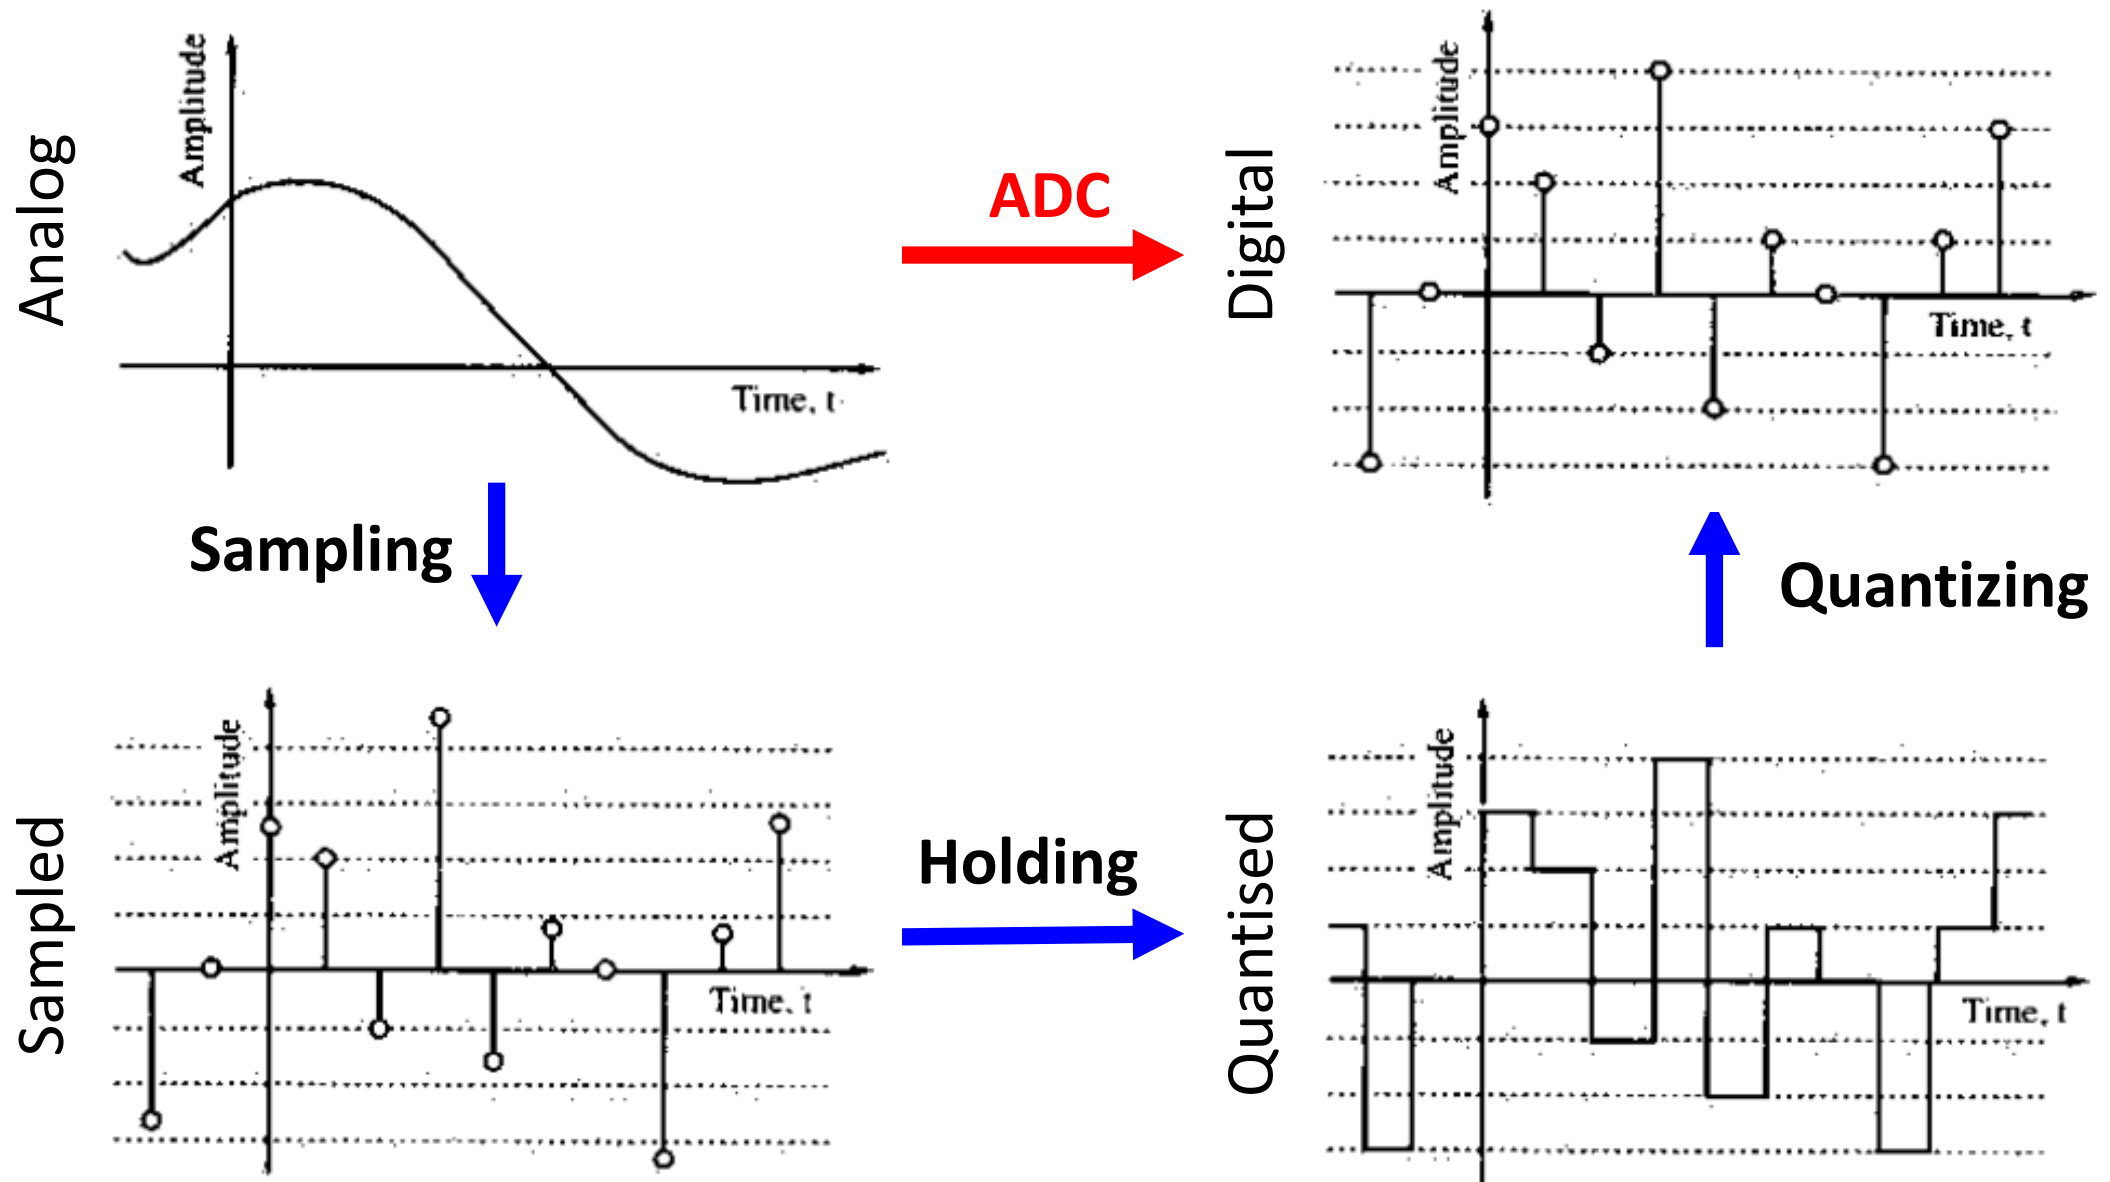 Analog
Amplitude
Time, t
ADC
Digital
Amplitude
Time, t
Sampling
Quantizing
Sampled
Amplitude
Time, t
Holding
Quantised
Amplitude
Time, t